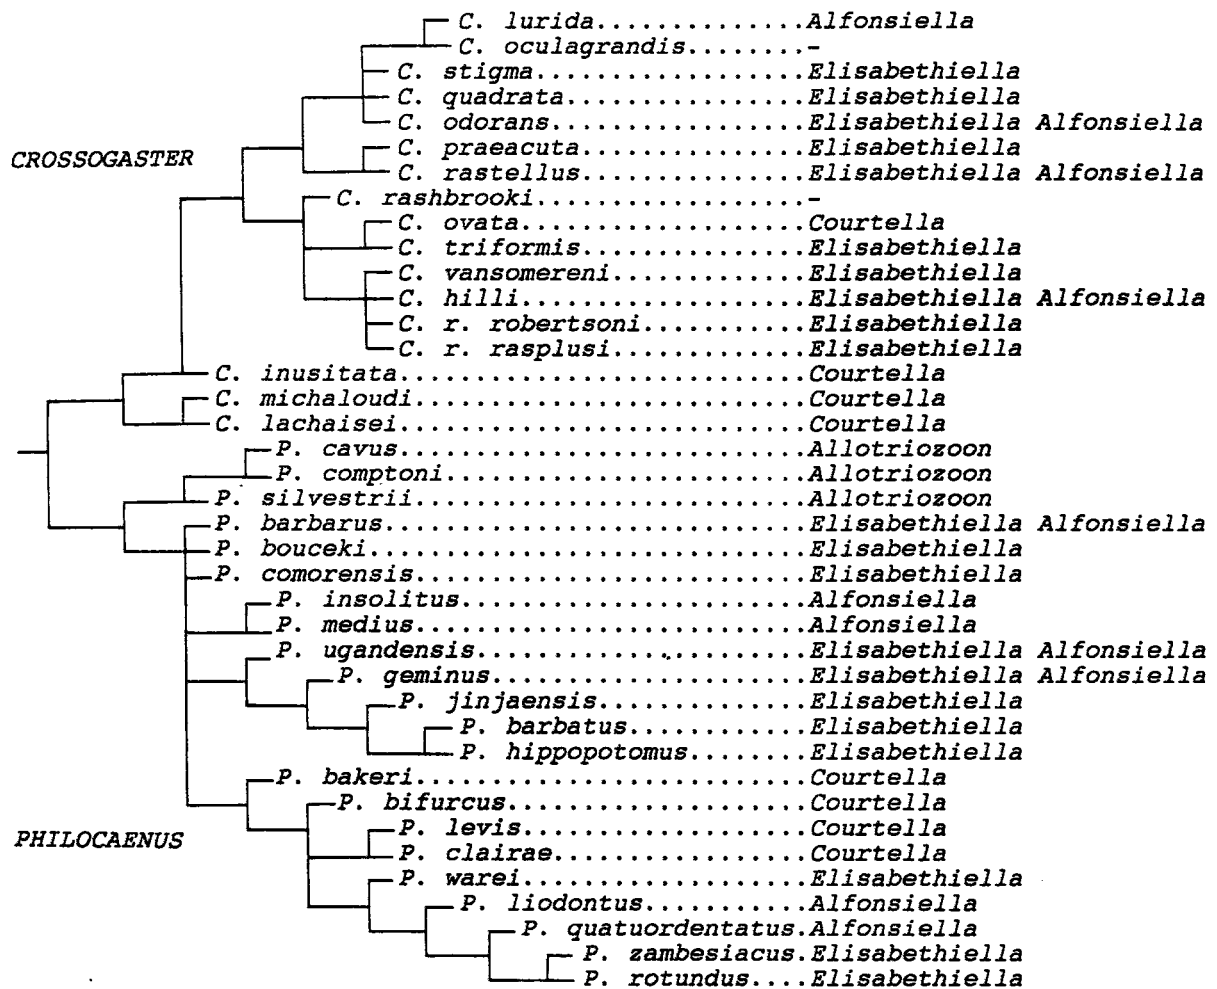 C. lurida..............Alfonsiella
C. oculagrandis........-
C. stigma..................Elisabethiella
C. quadrata................Elisabethiella
C. odorans.................Elisabethiella Alfonsiella
CROSSOGASTER
C. praeacuta...............Elisabethiella
C. rastellus...............Elisabethiella Alfonsiella
C. rashbrooki..................-
C. ovata...................Courtella
C. triformis...............Elisabethiella
C. vansomereni.............Elisabethiella
C. hilli...................Elisabethiella Alfonsiella
C. r. robertsoni...........Elisabethiella
C. r. rasplusi.............Elisabethiella
C. inusitata...........................Courtella
C. michaloudi..........................Courtella
C. lachaisei...........................Courtella
P. cavus...........................Allotriozoon
P. comptoni........................Allotriozoon
P. silvestrii..........................Allotriozoon
P. barbarus............................Elisabethiella Alfonsiella
P. bouceki.............................Elisabethiella
P. comorensis..........................Elisabethiella
P. insolitus.......................Alfonsiella
P. medius..........................Alfonsiella
P. ugandensis......................Elisabethiella Alfonsiella
P. geminus.....................Elisabethiella Alfonsiella
P. jinjaensis..............Elisabethiella
P. barbatus............Elisabethiella
P. hippopotomus........Elisabethiella
P. bakeri..........................Courtella
P. bifurcus....................Courtella
P. levis...................Courtella
PHILOCAENUS
P. clairae.................Courtella
P. warei...................Elisabethiella
P. liodontus...........Alfonsiella
P. quatuordentatus.Alfonsiella
P. zambesiacus.Elisabethiella
P. rotundus....Elisabethiella